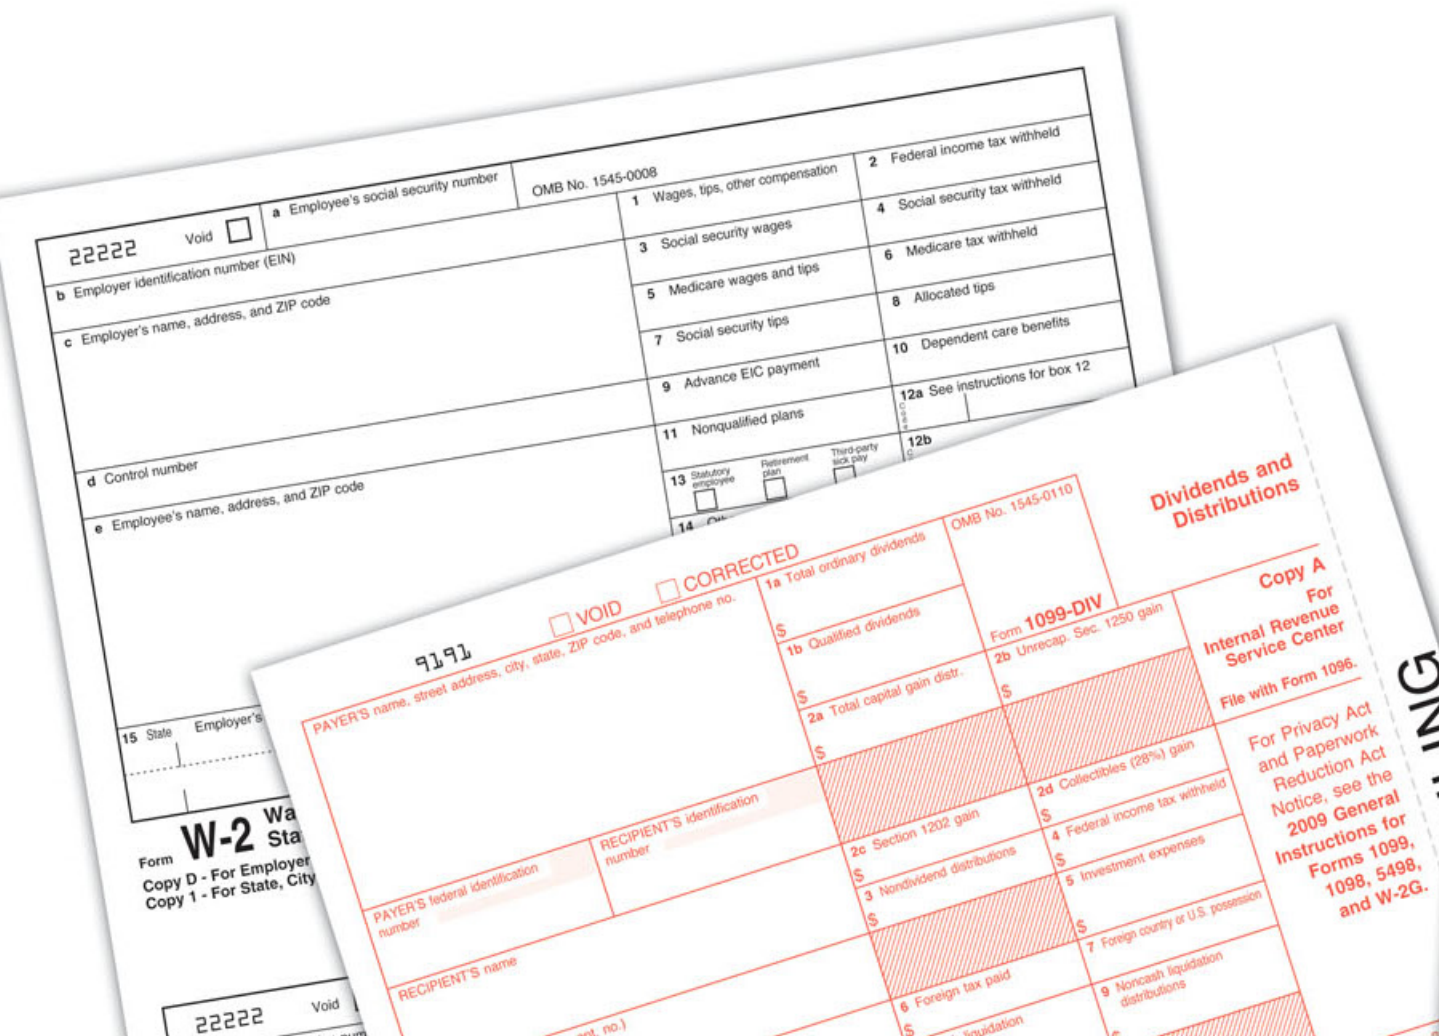 22222
Void
a Employee's social security number
OMB No. 1545-0008
b Employer identification number (EIN)
c Employer's name, address, and ZIP code
d Control number
e Employee's name, address, and ZIP code
1 Wages, tips, other compensation
2 Federal income tax withheld
3 Social security wages
4 Social security tax withheld
5 Medicare wages and tips
6 Medicare tax withheld
7 Social security tips
8 Allocated tips
9 Advance EIC payment
10 Dependent care benefits
11 Nonqualified plans
12a See instructions for box 12
Code
12b
13 Statutory
employee
Retirement
plan
Third-party
sick pay
14
15 State
Employer's
Form W-2
Copy D - For Employer
Copy 1 - For State, City
22222
Void
9191
VOID
CORRECTED
PAYER'S name, street address, city, state, ZIP code, and telephone no.
1a Total ordinary dividends
$
1b Qualified dividends
$
2a Total capital gain distr.
$
OMB No. 1545-0110
Form 1099-DIV
Dividends and
Distributions
2b Unrecap. Sec. 1250 gain
$
Copy A
For
Internal Revenue
Service Center
File with Form 1096.
PAYER'S federal identification
number
RECIPIENT'S identification
number
2c Section 1202 gain
$
2d Collectibles (28%) gain
$
3 Nondividend distributions
$
4 Federal income tax withheld
$
5 Investment expenses
$
RECIPIENT'S name
6 Foreign tax paid
$
7 Foreign country or U.S. possession
9 Noncash liquidation
distributions
$
liquidation
no.)
For Privacy Act
and Paperwork
Reduction Act
Notice, see the
2009 General
Instructions for
Forms 1099,
1098, 5498,
and W-2G.
ING